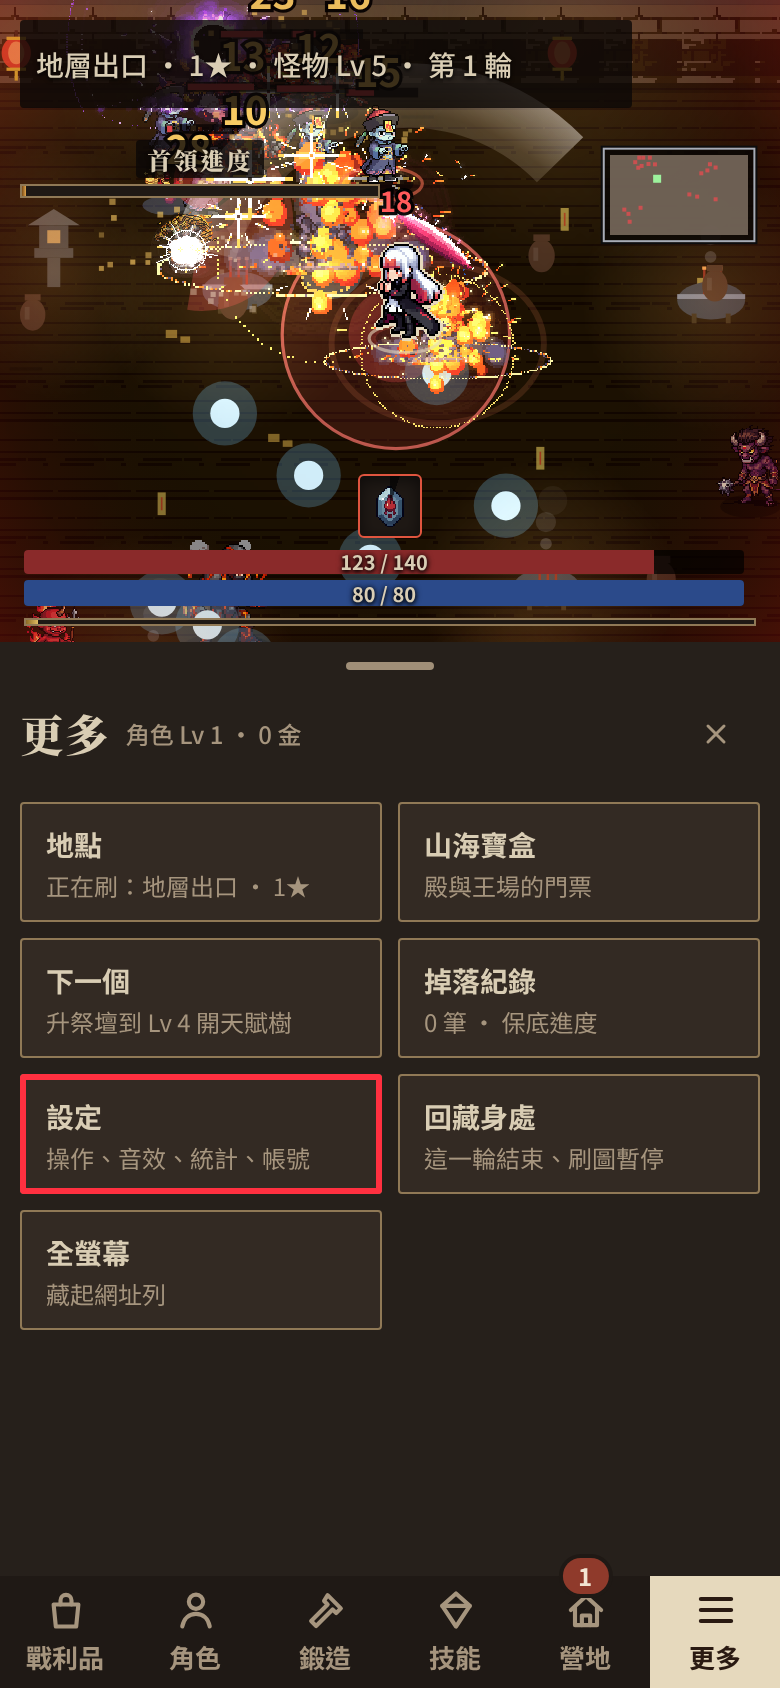 地層出口 · 1★ · 怪物 Lv 5 · 第 1 輪
13
12
15
10
28
首領進度
18
123 / 140
80 / 80
更多
角色 Lv 1 · 0 金
地點
正在刷：地層出口 · 1★
山海寶盒
殿與王場的門票
下一個
升祭壇到 Lv 4 開天賦樹
掉落紀錄
0 筆 · 保底進度
設定
操作、音效、統計、帳號
回藏身處
這一輪結束、刷圖暫停
全螢幕
藏起網址列
1
戰利品
角色
鍛造
技能
營地
更多